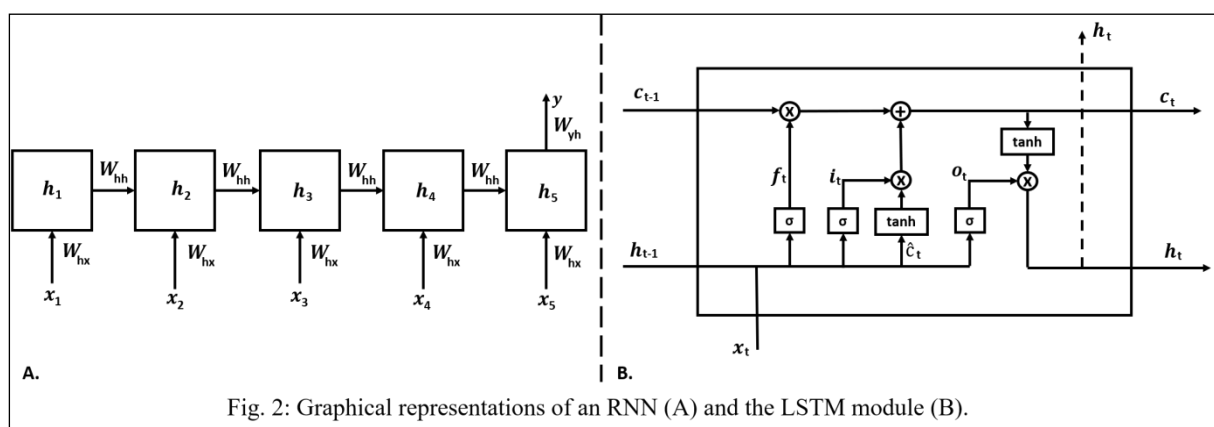 y
W_yh
h_1 W_hh h_2 W_hh h_3 W_hh h_4 W_hh h_5
W_hx W_hx W_hx W_hx W_hx
x_1 x_2 x_3 x_4 x_5
A.
h_t
c_t-1 x + c_t
tanh
f_t i_t x o_t x
σ σ tanh σ
h_t-1 ĉ_t h_t
x_t
B.
Fig. 2: Graphical representations of an RNN (A) and the LSTM module (B).